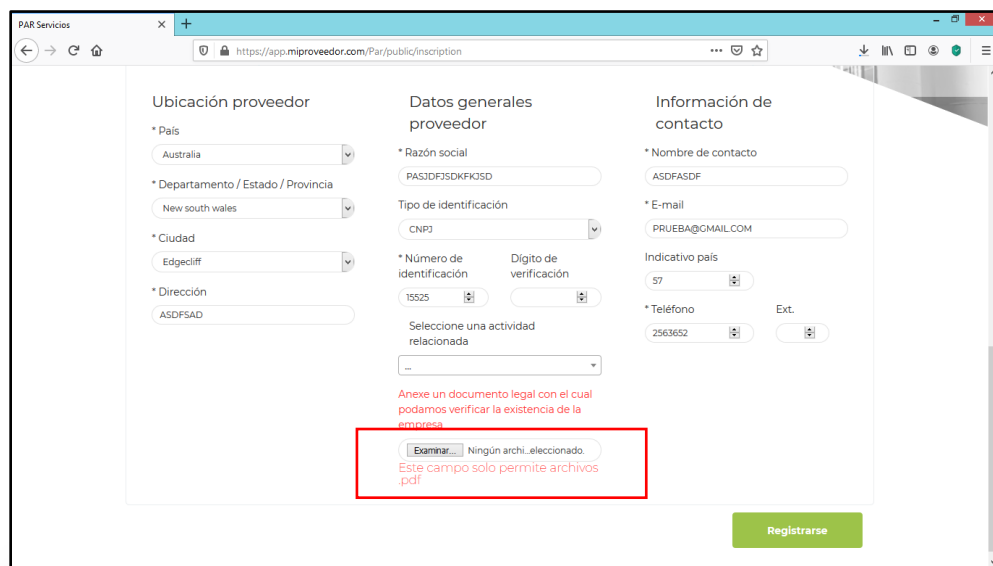 PAR Servicios
https://app.miproveedor.com/Par/public/inscription
Ubicación proveedor
* País
Australia
* Departamento / Estado / Provincia
New south wales
* Ciudad
Edgecliff
* Dirección
ASDFSAD
Datos generales
proveedor
* Razón social
PASJDFJSDKFKJSD
Tipo de identificación
CNPJ
* Número de
identificación
Dígito de
verificación
15525
Seleccione una actividad
relacionada
...
Anexe un documento legal con el cual
podamos verificar la existencia de la
empresa
Examinar... Ningún archi...eleccionado.
Este campo solo permite archivos
.pdf
Información de
contacto
* Nombre de contacto
ASDFASDF
* E-mail
PRUEBA@GMAIL.COM
Indicativo país
57
* Teléfono Ext.
2563652
Registrarse